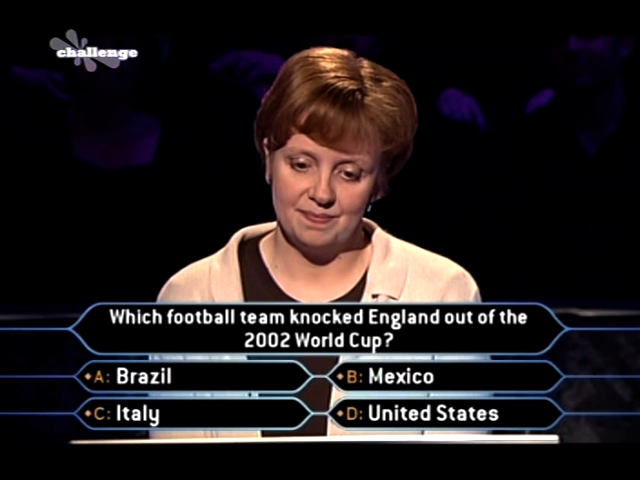 challenge
Which football team knocked England out of the
2002 World Cup?
A: Brazil
B: Mexico
C: Italy
D: United States